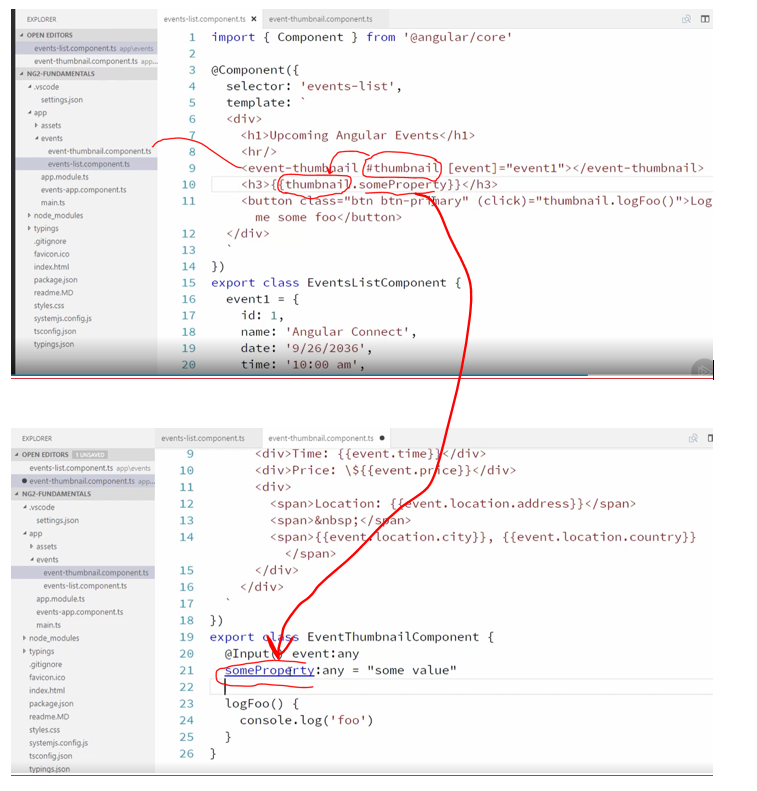 EXPLORER
events-list.component.ts ×
event-thumbnail.component.ts
OPEN EDITORS
events-list.component.ts app\events
event-thumbnail.component.ts app...
NG2-FUNDAMENTALS
.vscode
settings.json
app
assets
events
event-thumbnail.component.ts
events-list.component.ts
app.module.ts
events-app.component.ts
main.ts
node_modules
typings
.gitignore
favicon.ico
index.html
package.json
readme.MD
styles.css
systemjs.config.js
tsconfig.json
typings.json
1 import { Component } from '@angular/core'
2
3 @Component({
4 selector: 'events-list',
5 template: `
6 <div>
7 <h1>Upcoming Angular Events</h1>
8 <hr/>
9 <event-thumbnail #thumbnail [event]="event1"></event-thumbnail>
10 <h3>{{thumbnail.someProperty}}</h3>
11 <button class="btn btn-primary" (click)="thumbnail.logFoo()">Log
me some foo</button>
12 </div>
13 `
14 })
15 export class EventsListComponent {
16 event1 = {
17 id: 1,
18 name: 'Angular Connect',
19 date: '9/26/2036',
20 time: '10:00 am',
EXPLORER
events-list.component.ts
event-thumbnail.component.ts ●
OPEN EDITORS 1 UNSAVED
events-list.component.ts app\events
● event-thumbnail.component.ts app...
NG2-FUNDAMENTALS
.vscode
settings.json
app
assets
events
event-thumbnail.component.ts
events-list.component.ts
app.module.ts
events-app.component.ts
main.ts
node_modules
typings
.gitignore
favicon.ico
index.html
package.json
readme.MD
styles.css
systemjs.config.js
tsconfig.json
typings.json
9 <div>Time: {{event.time}}</div>
10 <div>Price: \${{event.price}}</div>
11 <div>
12 <span>Location: {{event.location.address}}</span>
13 <span>&nbsp;</span>
14 <span>{{event.location.city}}, {{event.location.country}}
</span>
15 </div>
16 </div>
17 `
18 })
19 export class EventThumbnailComponent {
20 @Input() event:any
21 someProperty:any = "some value"
22
23 logFoo() {
24 console.log('foo')
25 }
26 }